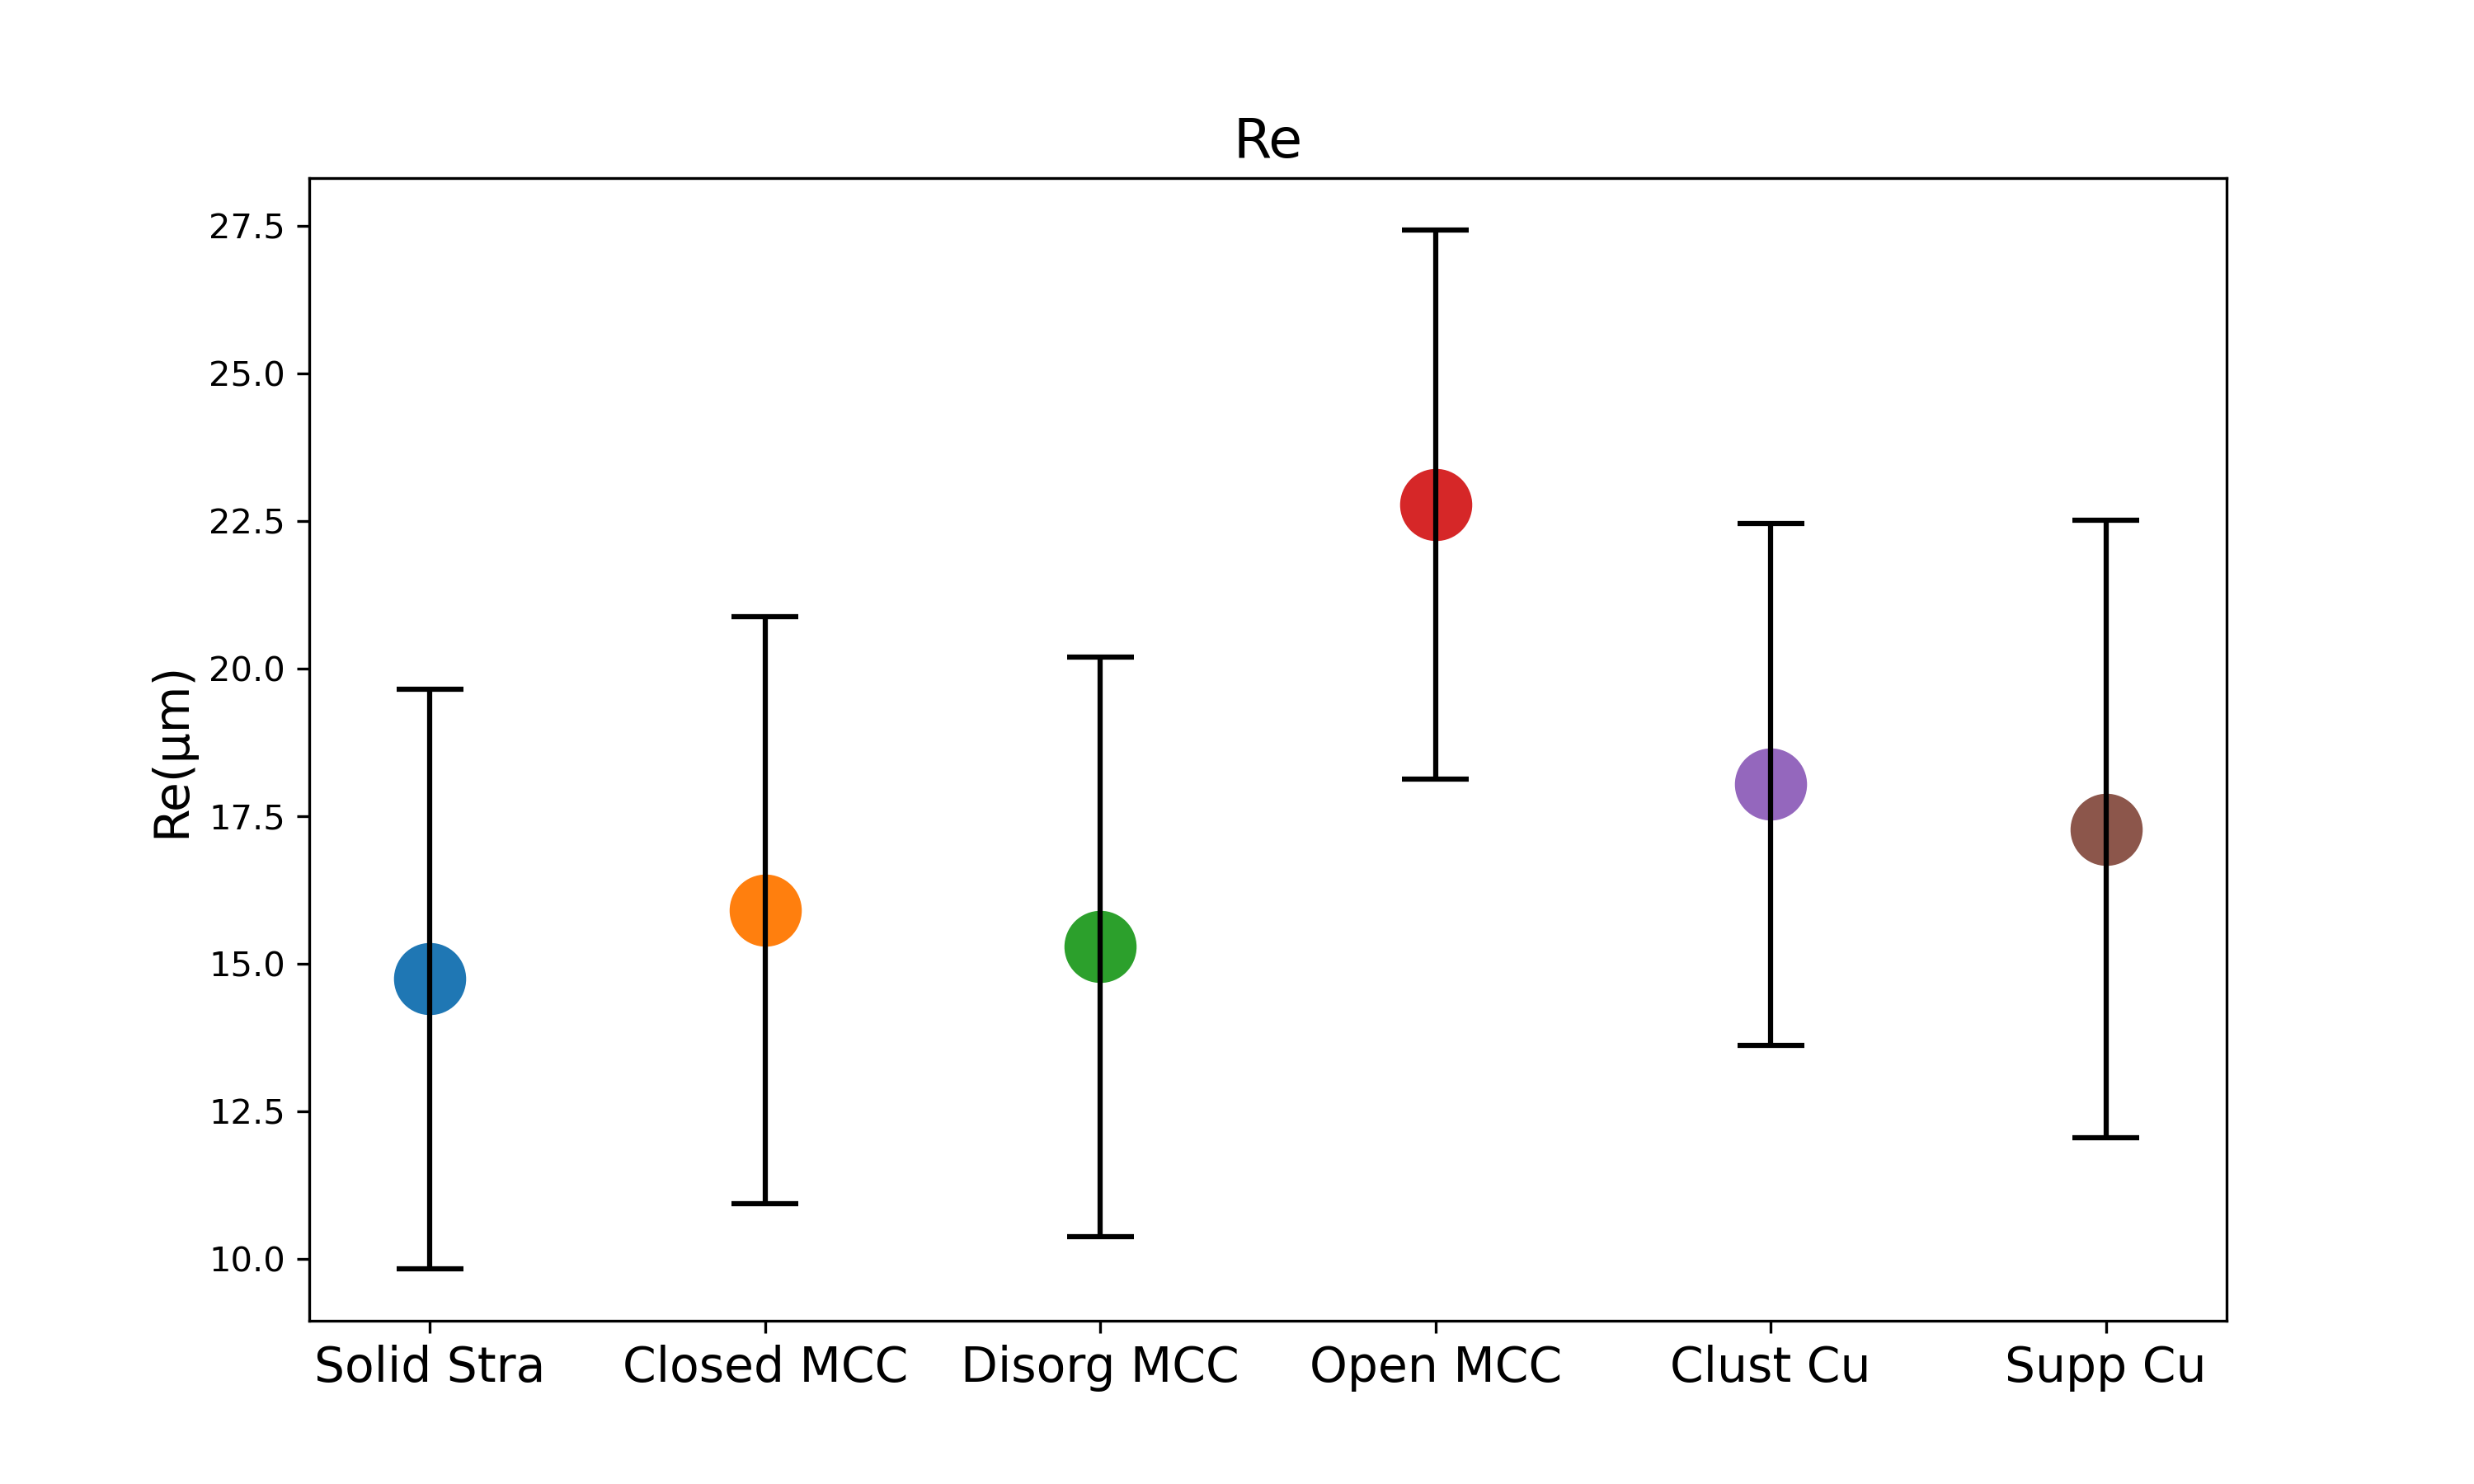 Re
Re(μm)
27.5
25.0
22.5
20.0
17.5
15.0
12.5
10.0
Solid Stra Closed MCC Disorg MCC Open MCC Clust Cu Supp Cu